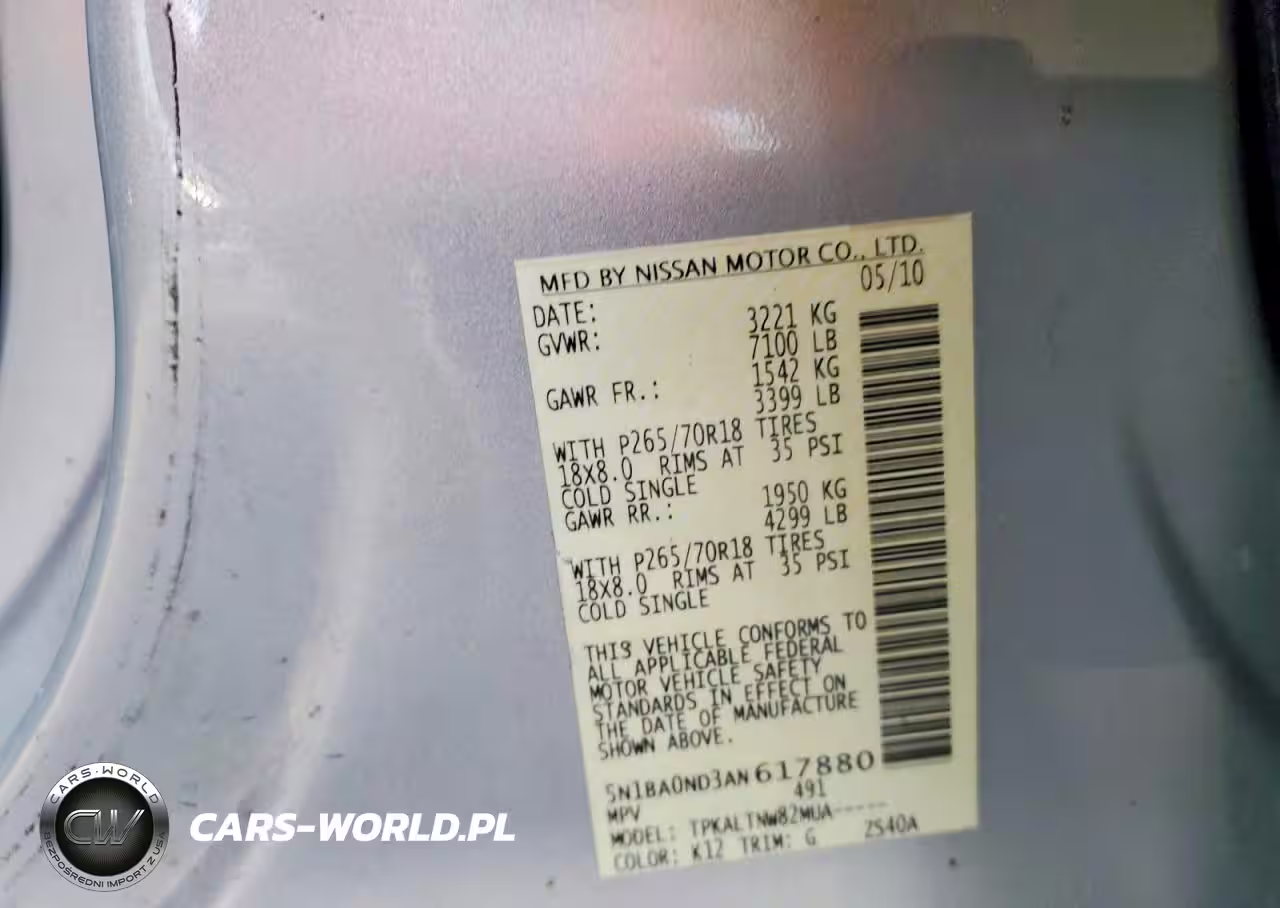 MFD BY NISSAN MOTOR CO., LTD.
DATE: 05/10
GVWR: 3221 KG
7100 LB
GAWR FR.: 1542 KG
3399 LB
WITH P265/70R18 TIRES
18X8.0 RIMS AT 35 PSI
COLD SINGLE
GAWR RR.: 1950 KG
4299 LB
WITH P265/70R18 TIRES
18X8.0 RIMS AT 35 PSI
COLD SINGLE
THIS VEHICLE CONFORMS TO
ALL APPLICABLE FEDERAL
MOTOR VEHICLE SAFETY
STANDARDS IN EFFECT ON
THE DATE OF MANUFACTURE
SHOWN ABOVE.
5N1BA0ND3AN617880
MPV 491
MODEL: TPKALTNW82MUA-----
COLOR: K12 TRIM: G ZS40A
CARS-WORLD
CW
BEZPOŚREDNI IMPORT Z USA
CARS-WORLD.PL